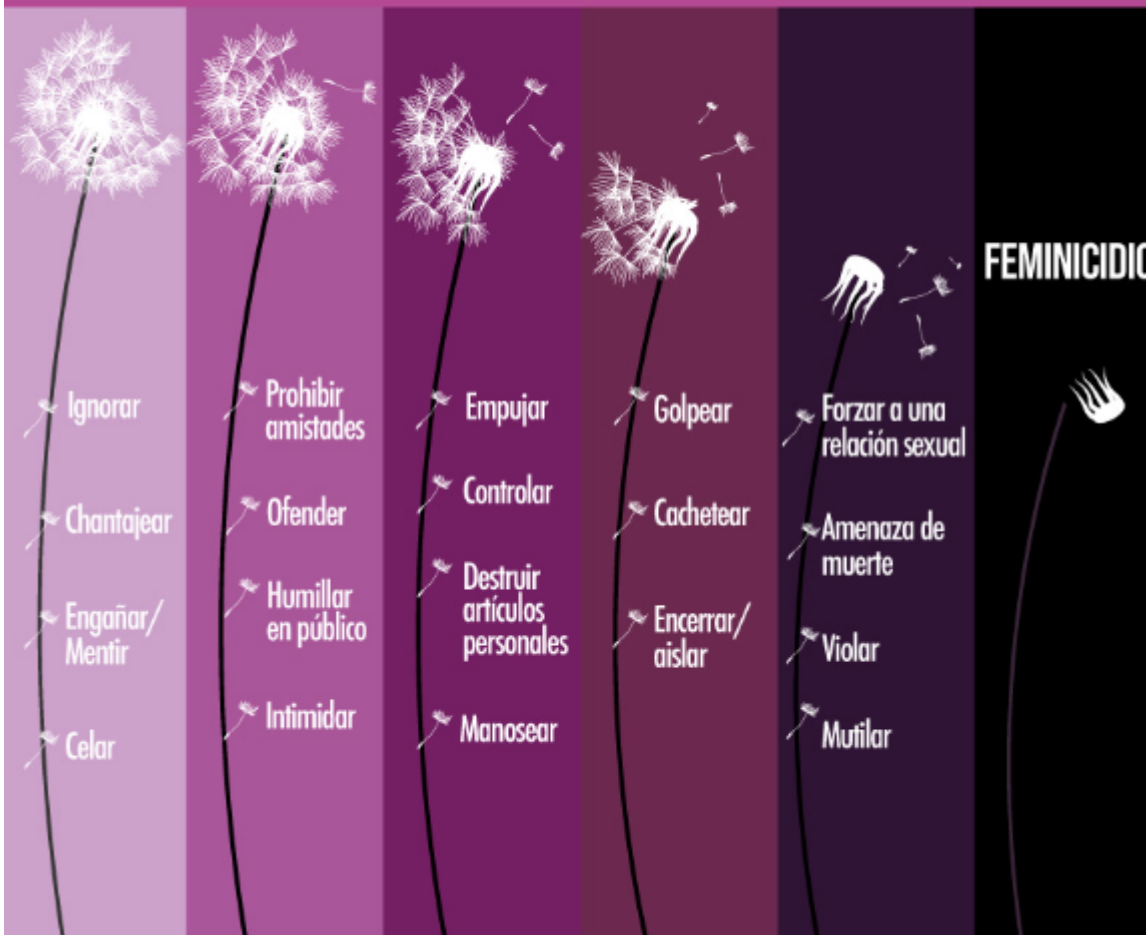 Ignorar
Chantajear
Engañar/
Mentir
Celar
Prohibir
amistades
Ofender
Humillar
en público
Intimidar
Empujar
Controlar
Destruir
artículos
personales
Manosear
Golpear
Cachetear
Encerrar/
aislar
Forzar a una
relación sexual
Amenaza de
muerte
Violar
Mutilar
FEMINICIDIO